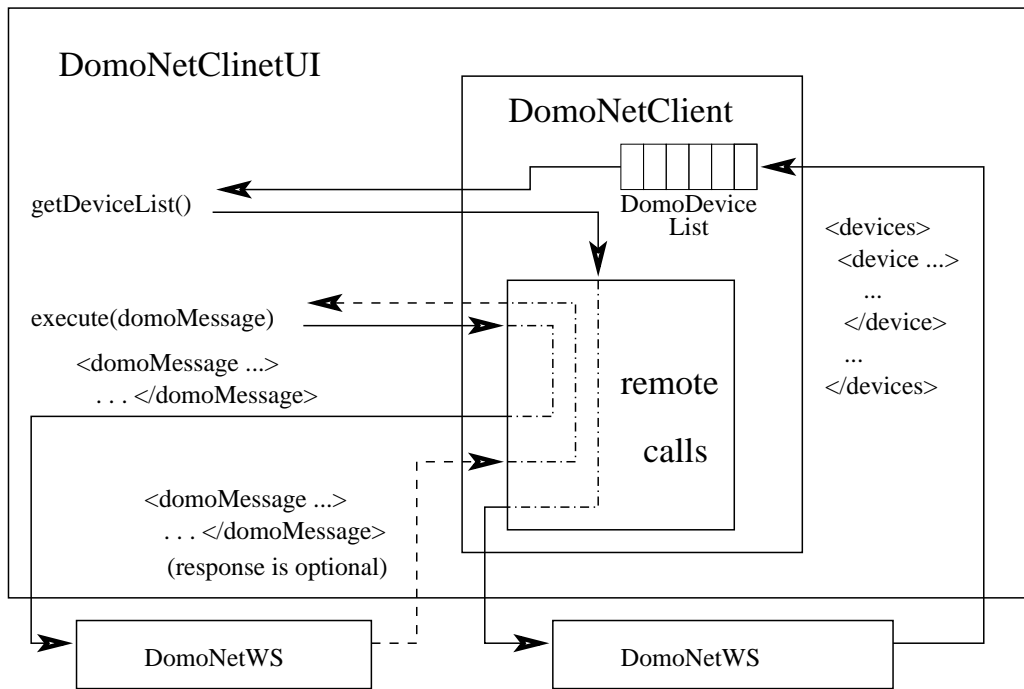 DomoNetClinetUI
DomoNetClient
DomoDevice
List
getDeviceList()
<devices>
<device ...>
...
</device>
...
</devices>
execute(domoMessage)
<domoMessage ...>
. . . </domoMessage>
remote
calls
<domoMessage ...>
. . . </domoMessage>
(response is optional)
DomoNetWS
DomoNetWS